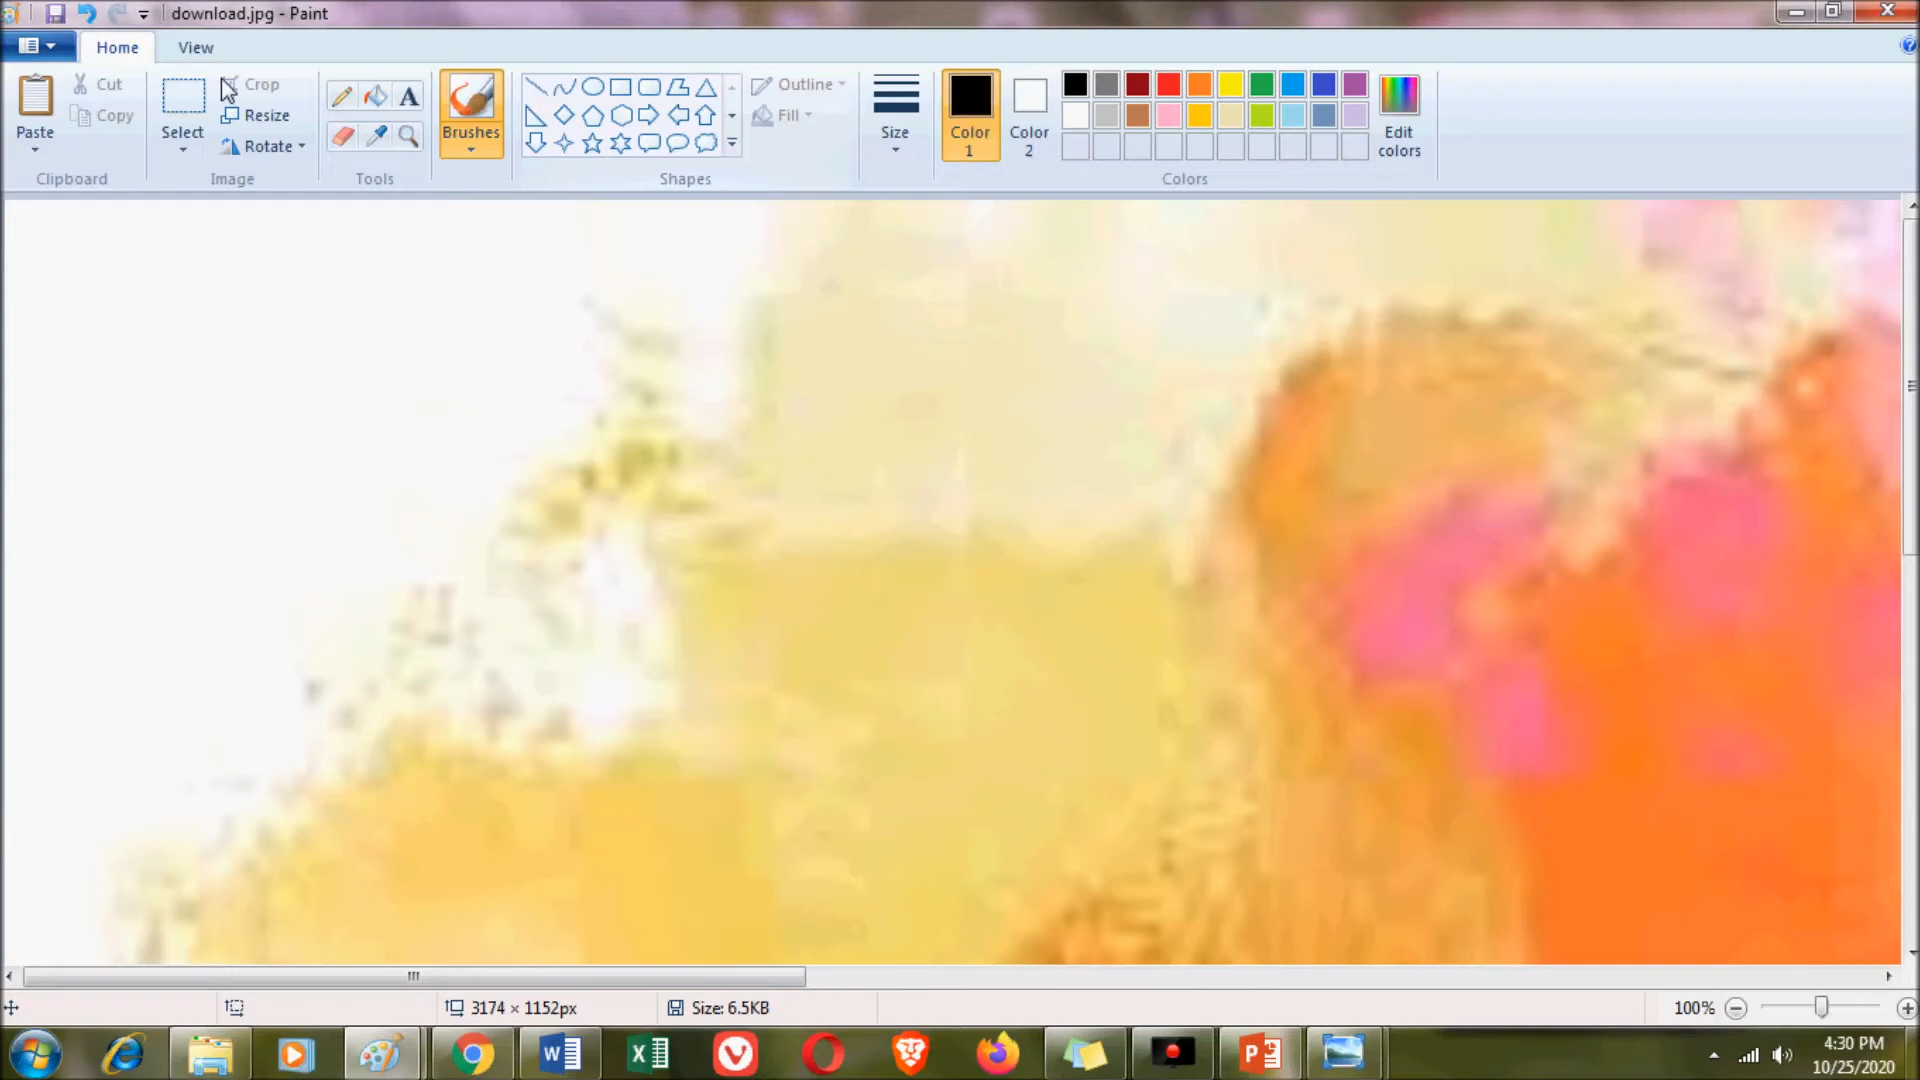 download.jpg - Paint
Home
View
Paste
Cut
Copy
Clipboard
Select
Crop
Resize
Rotate
Image
A
Tools
Brushes
Shapes
Outline
Fill
Size
Color
1
Color
2
Edit
colors
Colors
3174 × 1152px
Size: 6.5KB
100%
4:30 PM
10/25/2020